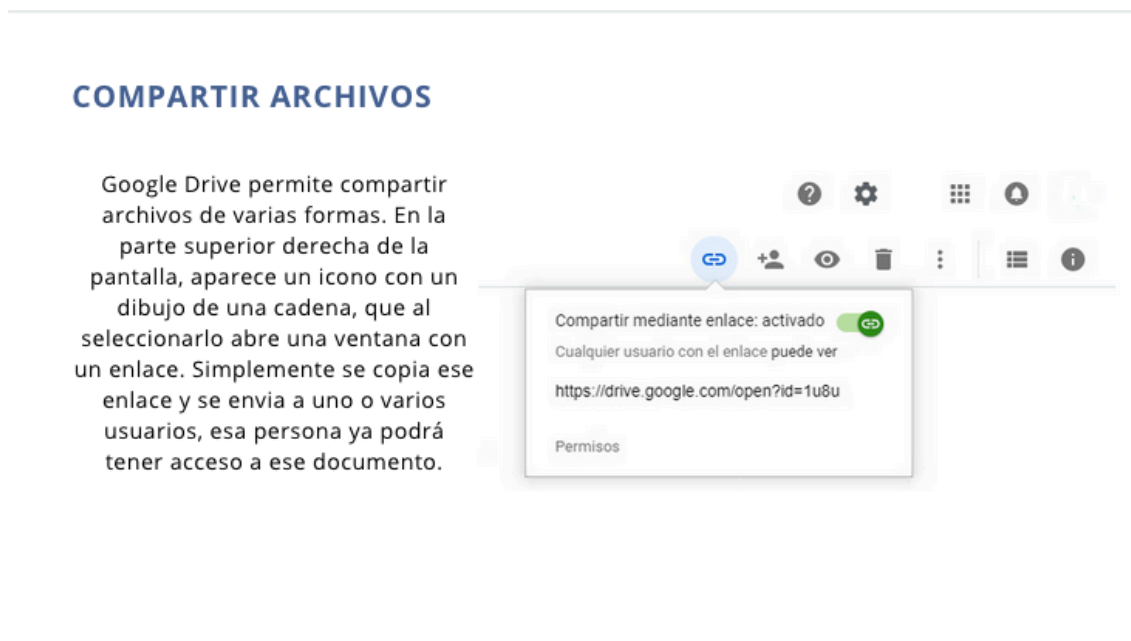 COMPARTIR ARCHIVOS
Google Drive permite compartir
archivos de varias formas. En la
parte superior derecha de la
pantalla, aparece un icono con un
dibujo de una cadena, que al
seleccionarlo abre una ventana con
un enlace. Simplemente se copia ese
enlace y se envia a uno o varios
usuarios, esa persona ya podrá
tener acceso a ese documento.
Compartir mediante enlace: activado
Cualquier usuario con el enlace puede ver
https://drive.google.com/open?id=1u8u
Permisos